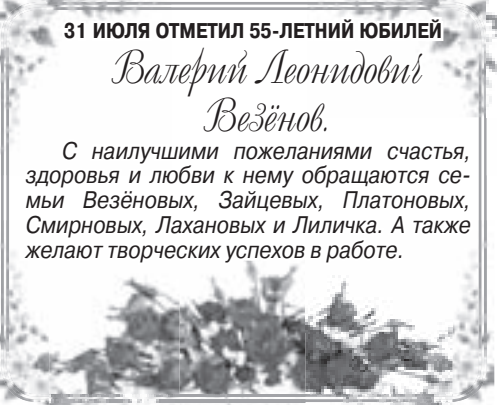 31 ИЮЛЯ ОТМЕТИЛ 55-ЛЕТНИЙ ЮБИЛЕЙ
Валерий Леонидович
Везёнов.
С наилучшими пожеланиями счастья,
здоровья и любви к нему обращаются се-
мьи Везёновых, Зайцевых, Платоновых,
Смирновых, Лахановых и Лиличка. А также
желают творческих успехов в работе.